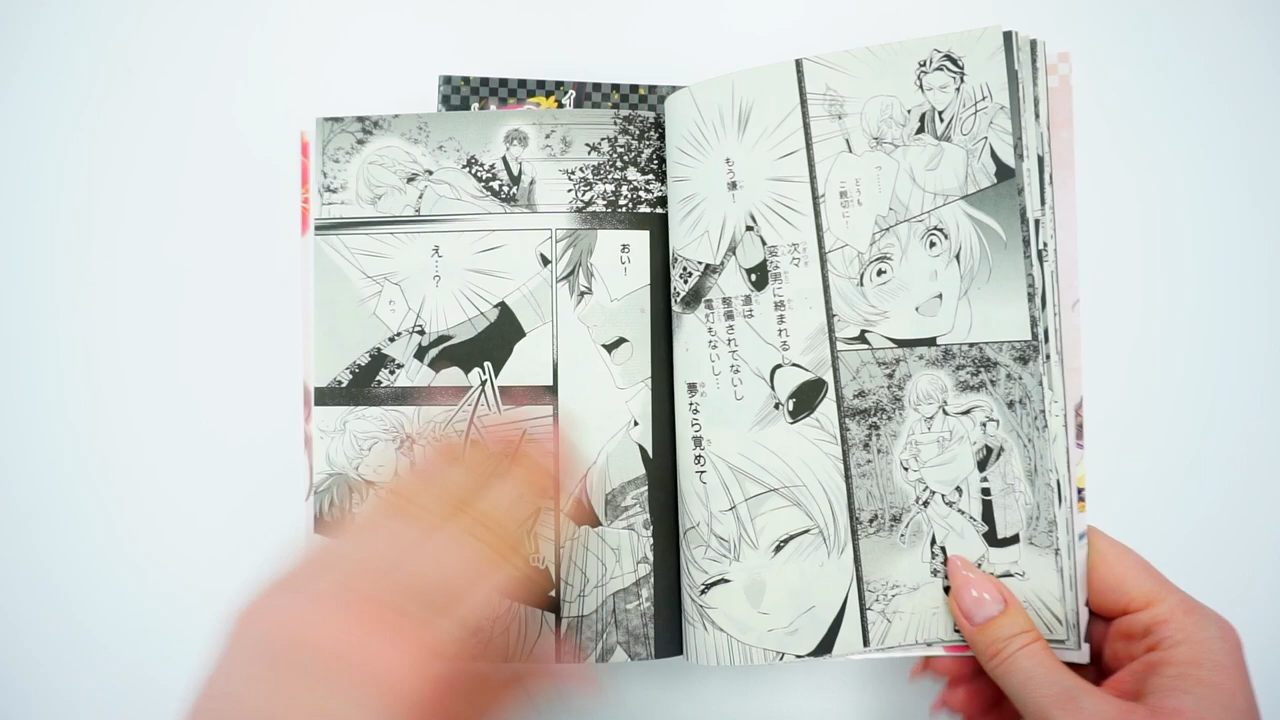 っ……
どうも
ご親切に！
もう嫌！
次々
変な男に絡まれるし
道は
整備されてないし
電灯もないし…
夢なら覚めて
おい！
え…？
わっ